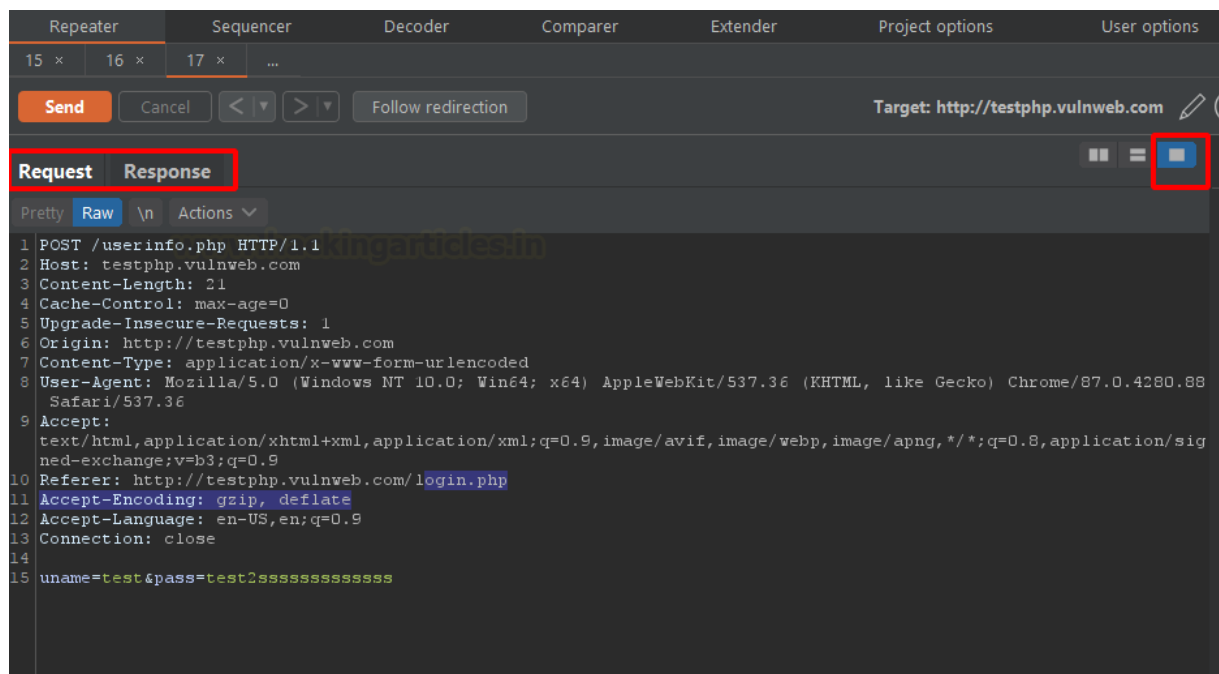 Repeater Sequencer Decoder Comparer Extender Project options User options
15 × 16 × 17 × ...
Send Cancel < ▼ > ▼ Follow redirection Target: http://testphp.vulnweb.com
Request Response
Pretty Raw \n Actions
1 POST /userinfo.php HTTP/1.1
2 Host: testphp.vulnweb.com
3 Content-Length: 21
4 Cache-Control: max-age=0
5 Upgrade-Insecure-Requests: 1
6 Origin: http://testphp.vulnweb.com
7 Content-Type: application/x-www-form-urlencoded
8 User-Agent: Mozilla/5.0 (Windows NT 10.0; Win64; x64) AppleWebKit/537.36 (KHTML, like Gecko) Chrome/87.0.4280.88
Safari/537.36
9 Accept:
text/html,application/xhtml+xml,application/xml;q=0.9,image/avif,image/webp,image/apng,*/*;q=0.8,application/sig
ned-exchange;v=b3;q=0.9
10 Referer: http://testphp.vulnweb.com/login.php
11 Accept-Encoding: gzip, deflate
12 Accept-Language: en-US,en;q=0.9
13 Connection: close
14
15 uname=test&pass=test2sssssssssssss